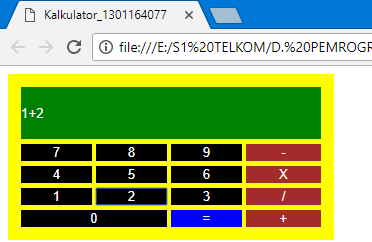 Kalkulator_1301164077
file:///E:/S1%20TELKOM/D.%20PEMROGR
1+2
7 8 9 -
4 5 6 X
1 2 3 /
0 = +